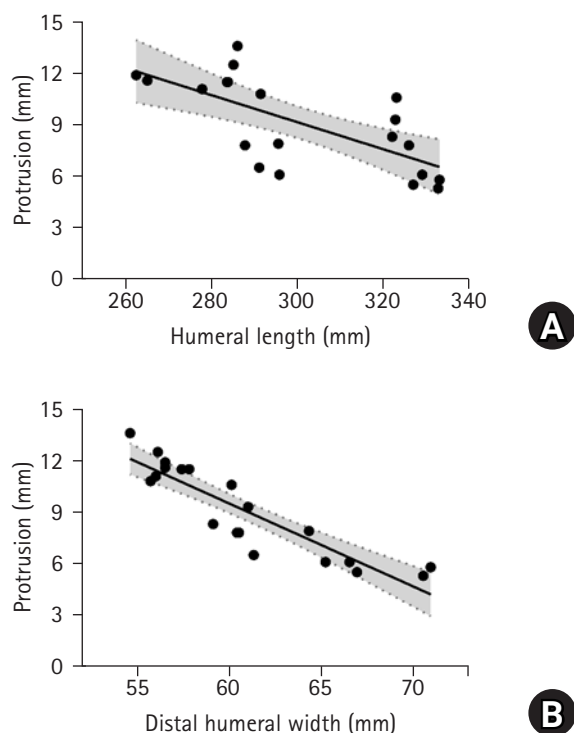 15
12
9
6
3
0
Protrusion (mm)
260 280 300 320 340
Humeral length (mm)
A
15
12
9
6
3
0
Protrusion (mm)
55 60 65 70
Distal humeral width (mm)
B